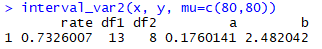 > interval_var2(x, y, mu=c(80,80))
rate df1 df2 a b
1 0.7326007 13 8 0.1760141 2.482042